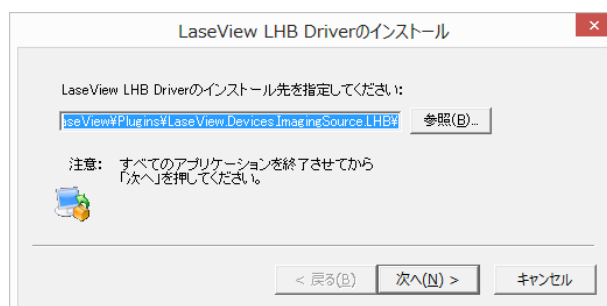 LaseView LHB Driverのインストール
LaseView LHB Driverのインストール先を指定してください:
aseView¥Plugins¥LaseView.Devices.ImagingSource.LHB¥
参照(B)...
注意: すべてのアプリケーションを終了させてから
「次へ」を押してください。
< 戻る(B) 次へ(N) > キャンセル